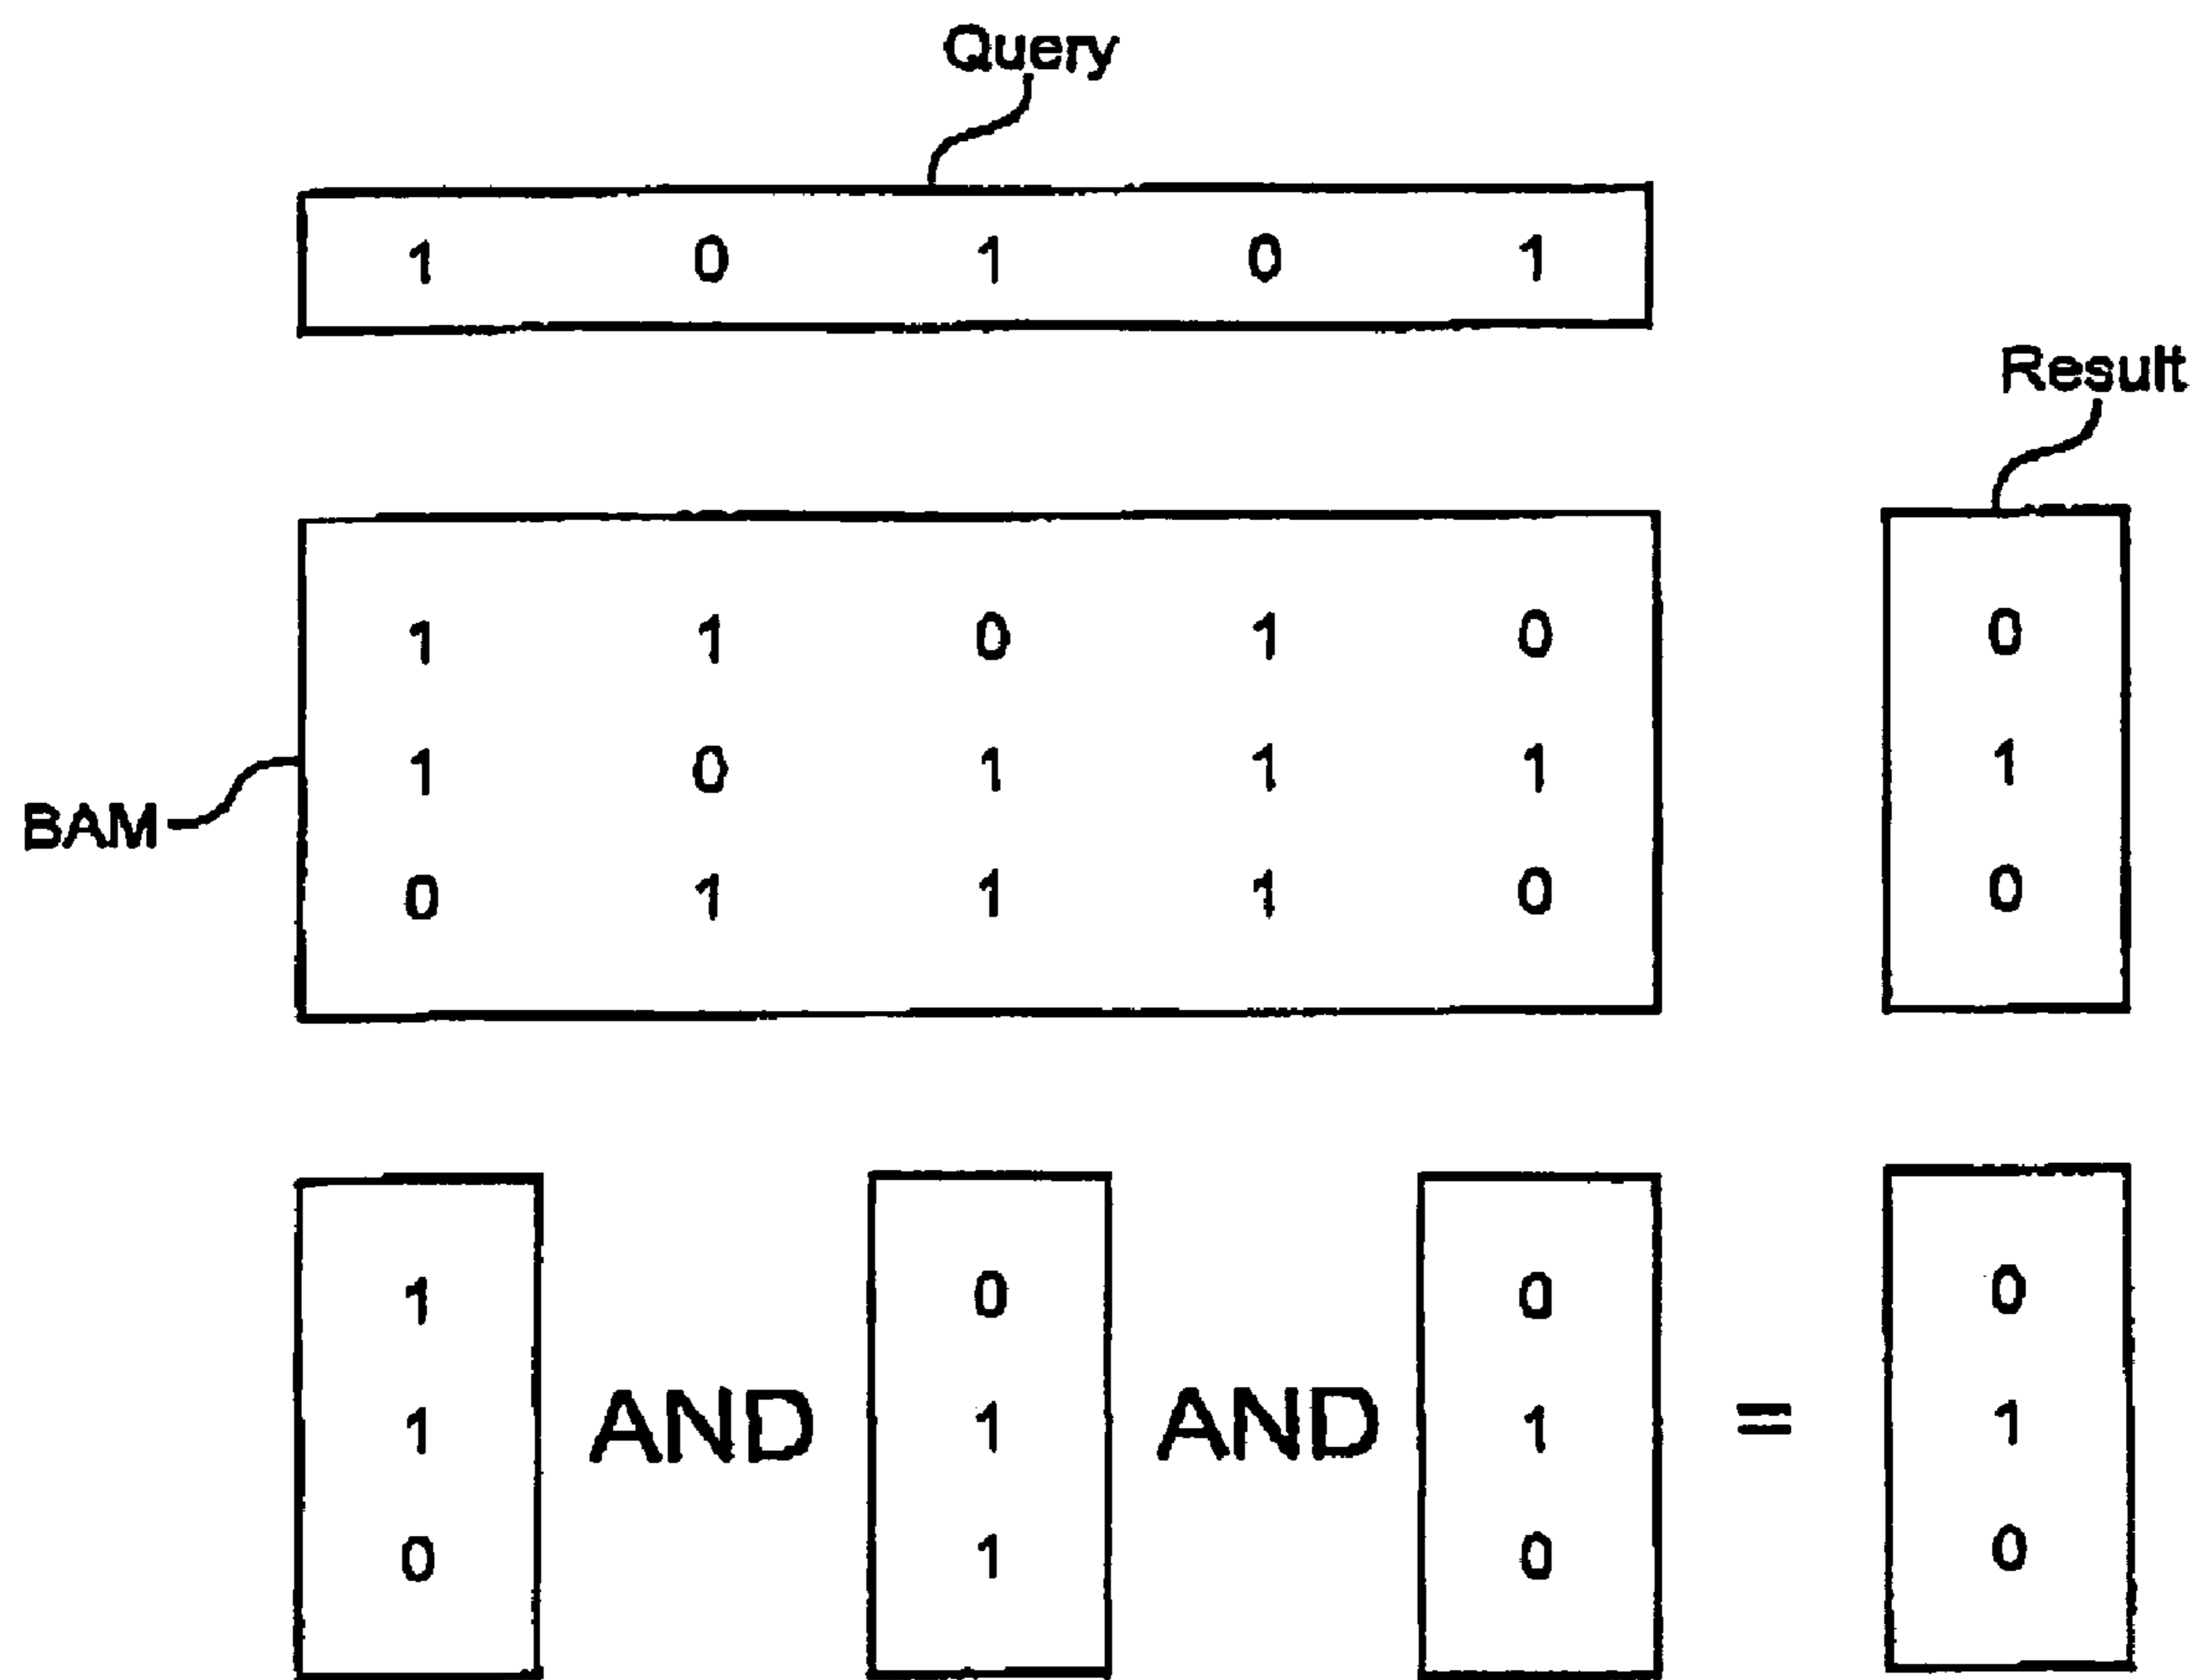 Query
1 0 1 0 1
Result
1 1 0 1 0 0
1 0 1 1 1 1
BAM
0 1 1 1 0 0
1 0 0 0
1 AND 1 AND 1 = 1
0 1 0 0